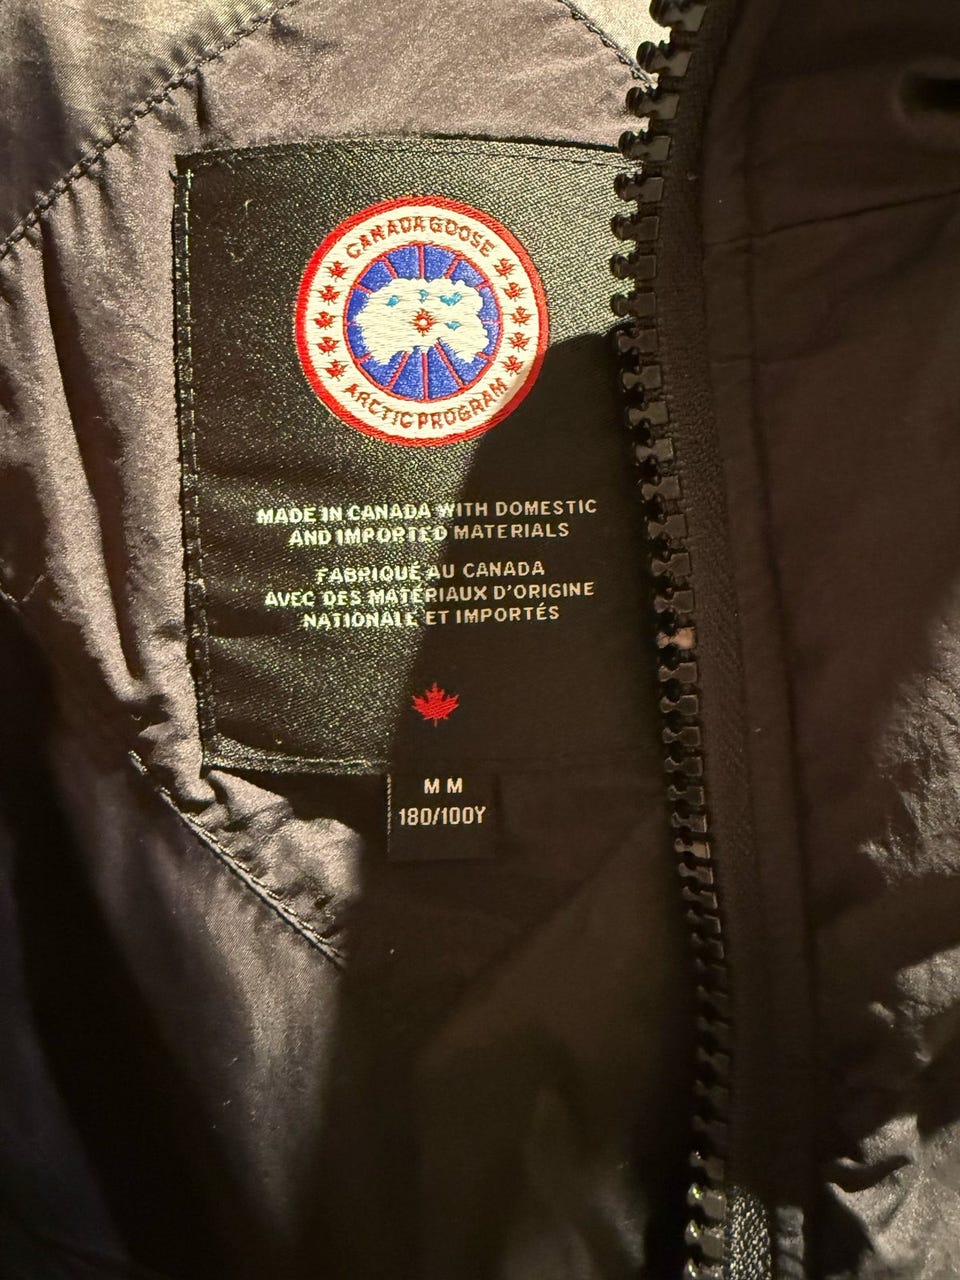 CANADA GOOSE
ARCTIC PROGRAM
MADE IN CANADA WITH DOMESTIC
AND IMPORTED MATERIALS
FABRIQUÉ AU CANADA
AVEC DES MATÉRIAUX D'ORIGINE
NATIONALE ET IMPORTÉS
M M
180/100Y